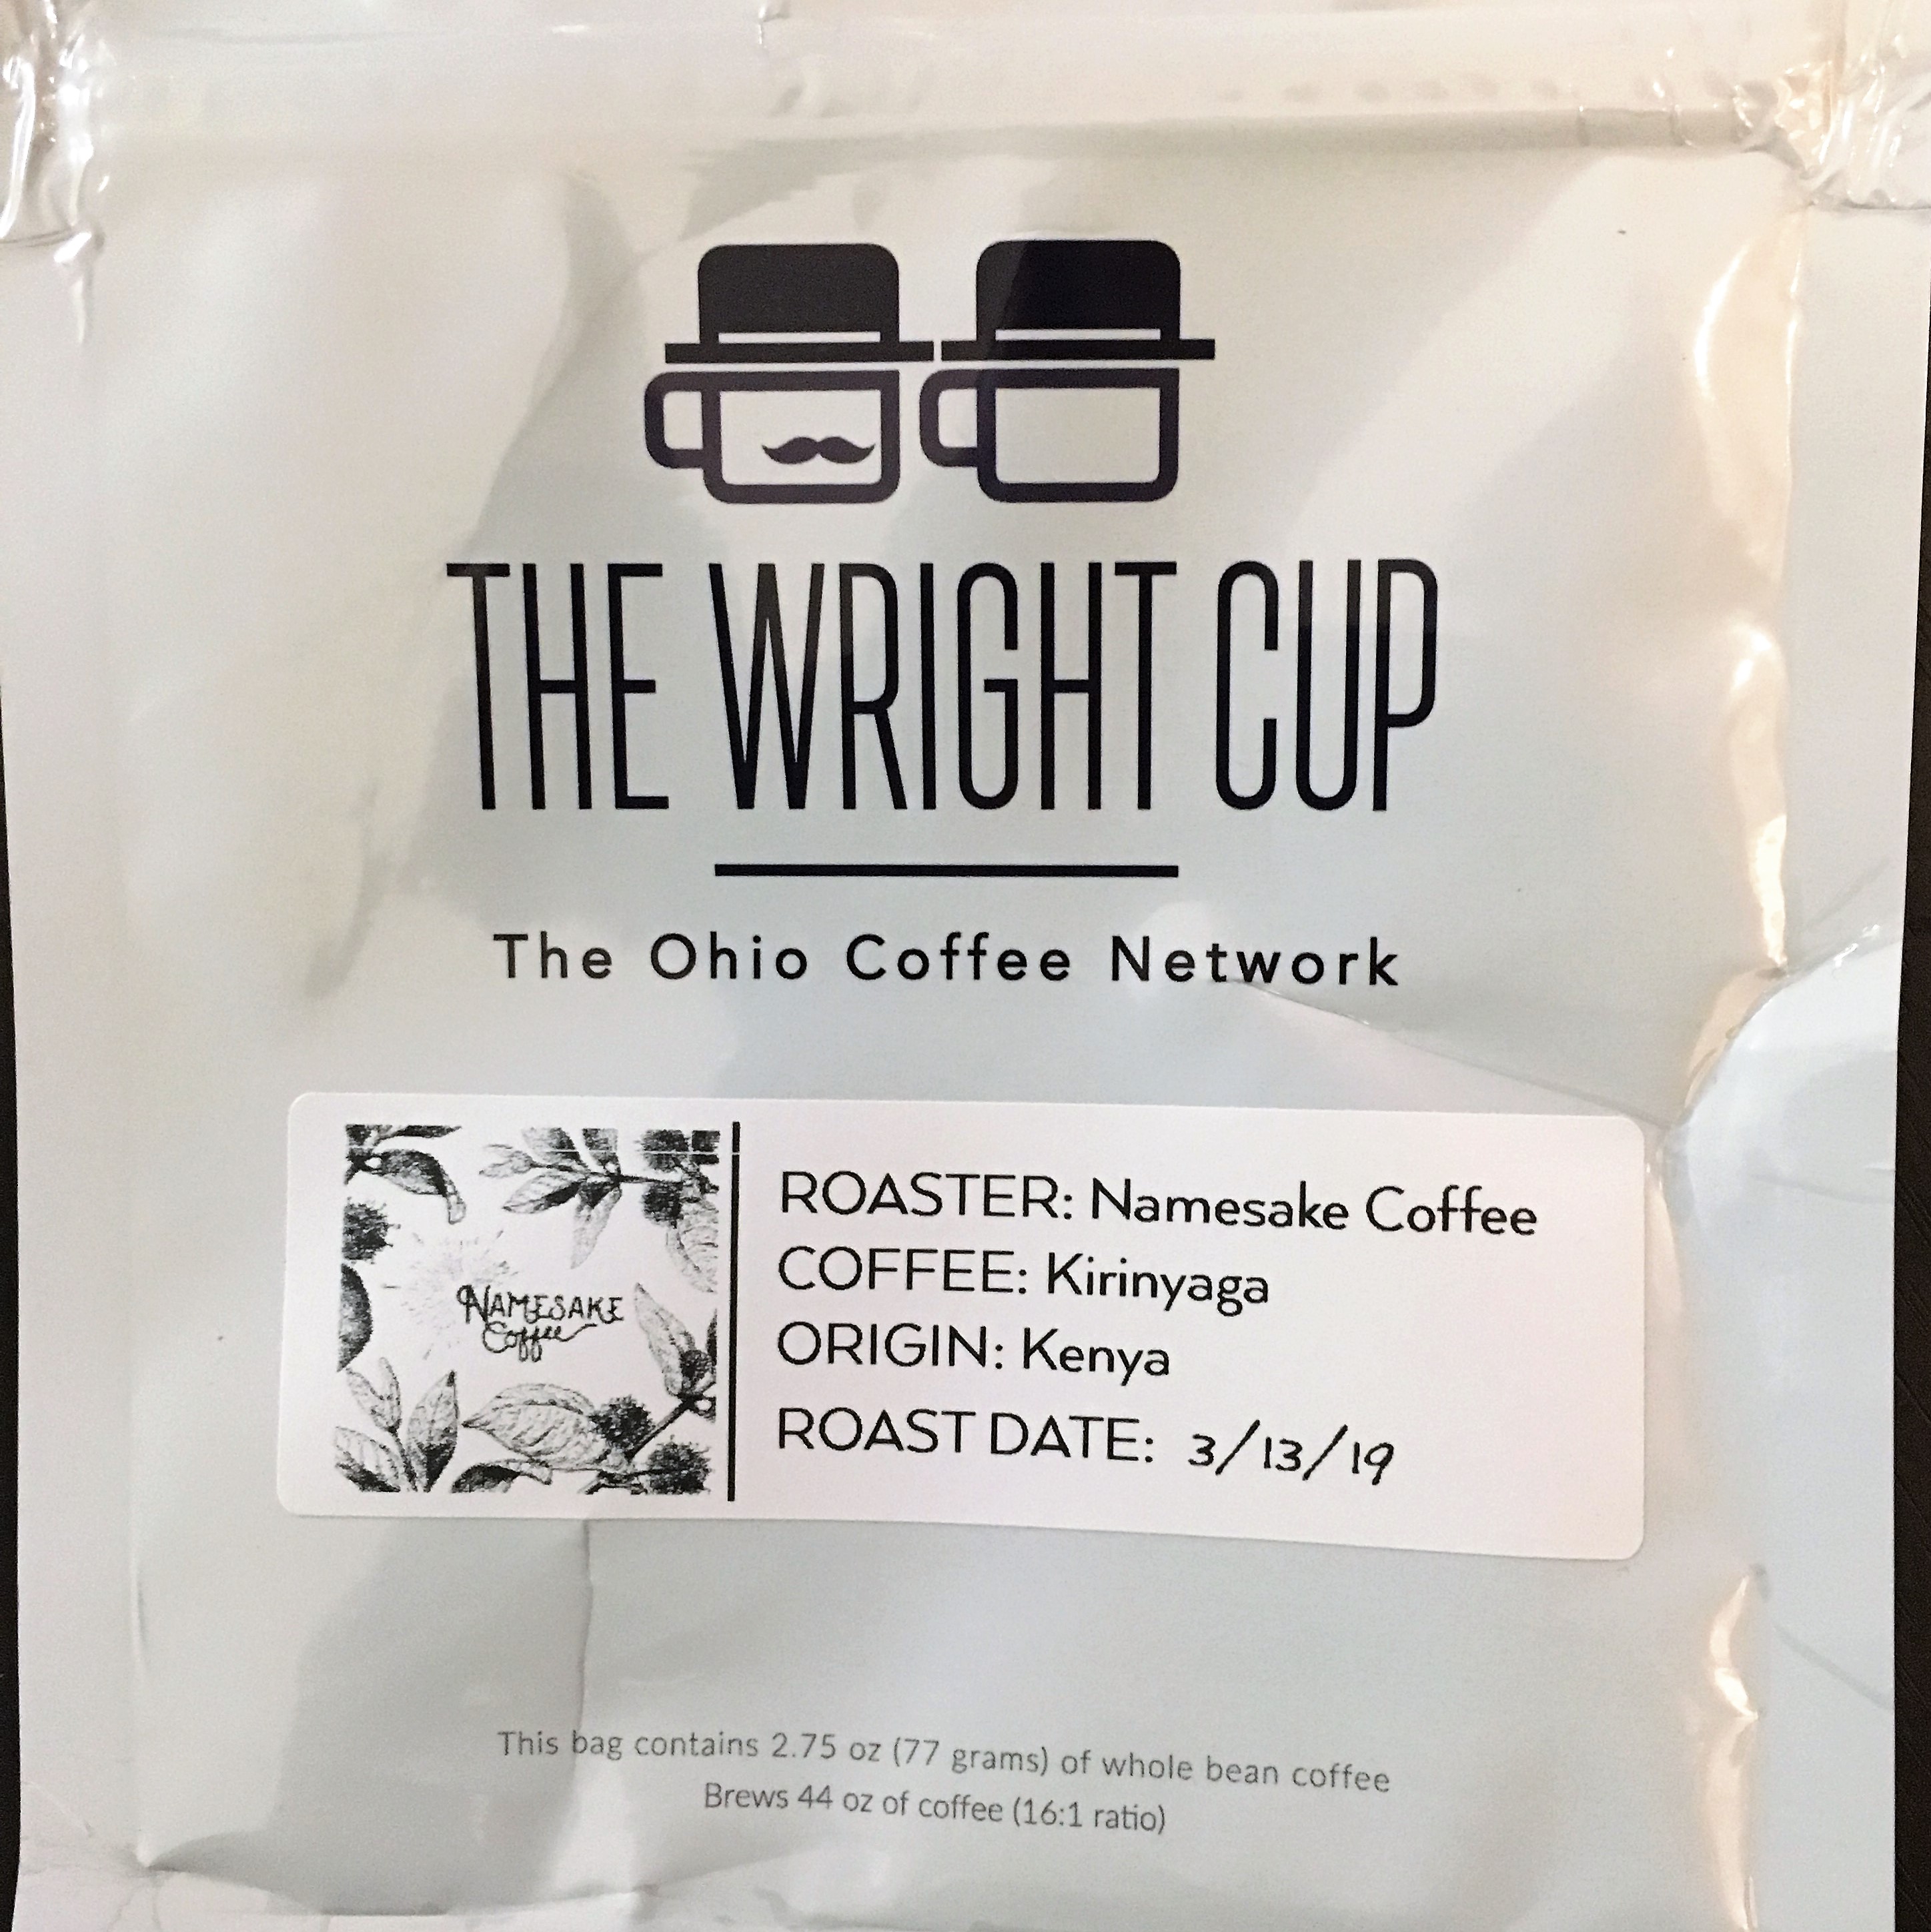 THE WRIGHT CUP
The Ohio Coffee Network
NAMESAKE
Coffee
ROASTER: Namesake Coffee
COFFEE: Kirinyaga
ORIGIN: Kenya
ROAST DATE: 3/13/19
This bag contains 2.75 oz (77 grams) of whole bean coffee
Brews 44 oz of coffee (16:1 ratio)